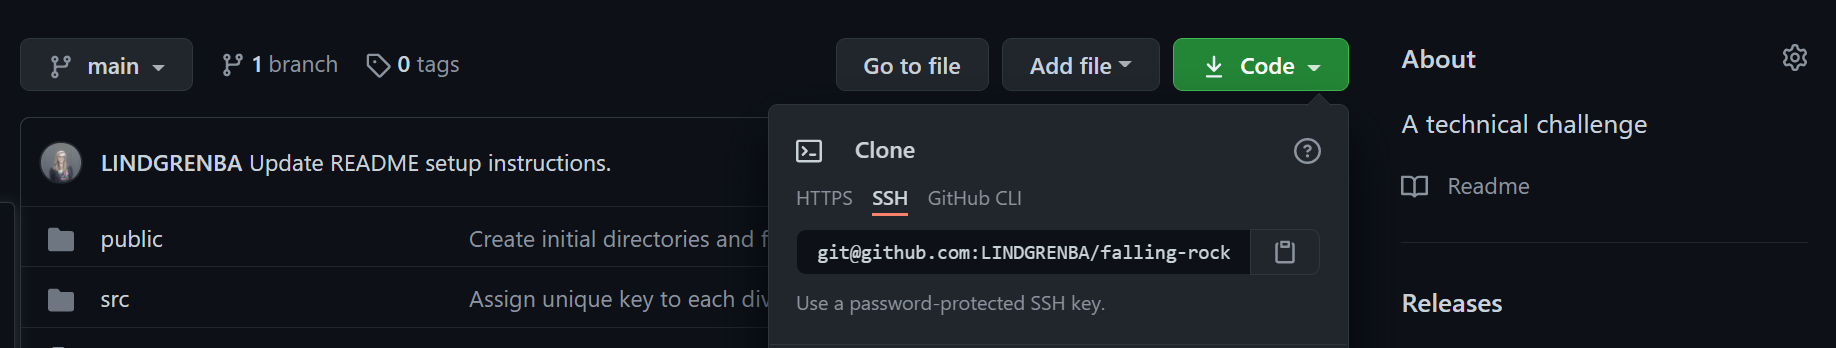 main 1 branch 0 tags Go to file Add file Code
LINDGRENBA Update README setup instructions.
public Create initial directories and f
src Assign unique key to each div
Clone
HTTPS SSH GitHub CLI
git@github.com:LINDGRENBA/falling-rock
Use a password-protected SSH key.
About
A technical challenge
Readme
Releases